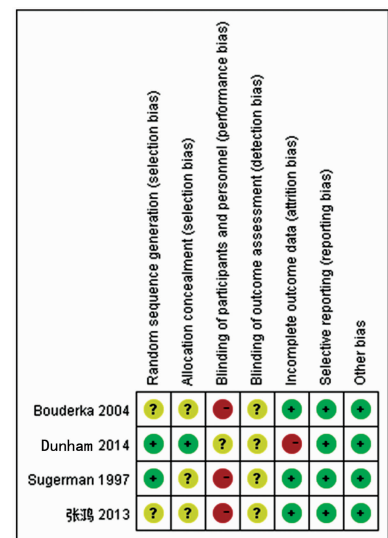 Random sequence generation (selection bias)
Allocation concealment (selection bias)
Blinding of participants and personnel (performance bias)
Blinding of outcome assessment (detection bias)
Incomplete outcome data (attrition bias)
Selective reporting (reporting bias)
Other bias
Bouderka 2004 ? ? - ? + + +
Dunham 2014 + + ? ? - + +
Sugerman 1997 + ? - ? + + +
张鸿 2013 ? ? - ? + + +